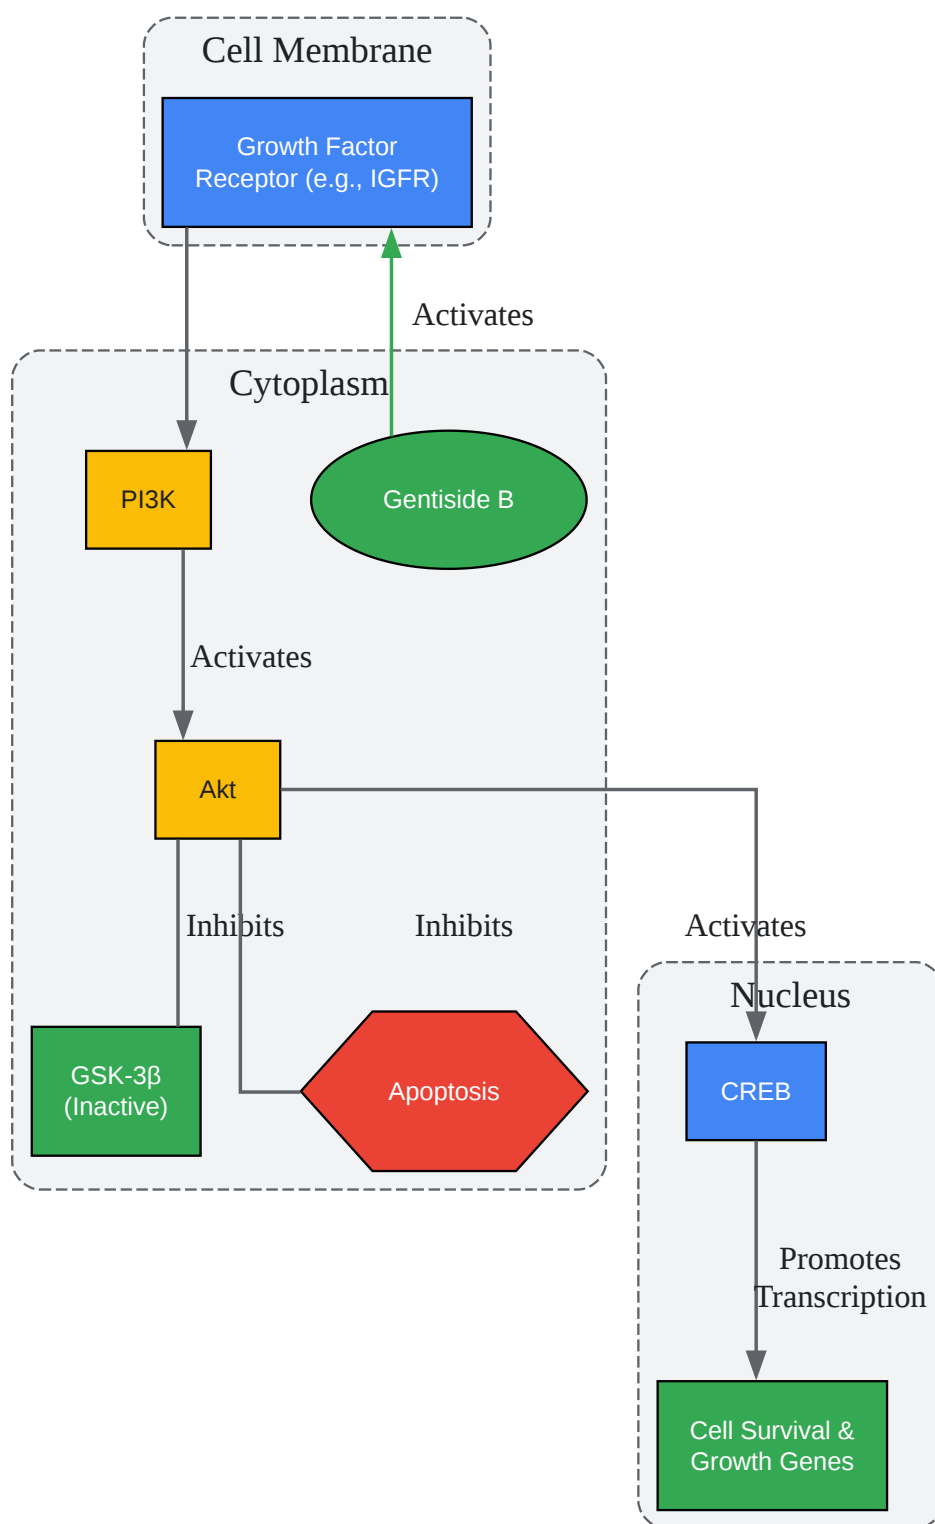 Cell Membrane
Growth Factor
Receptor (e.g., IGFR)
Activates
Cytoplasm
PI3K
Gentiside B
Activates
Akt
Inhibits
Inhibits
Activates
Nucleus
GSK-3β
(Inactive)
Apoptosis
CREB
Promotes
Transcription
Cell Survival &
Growth Genes